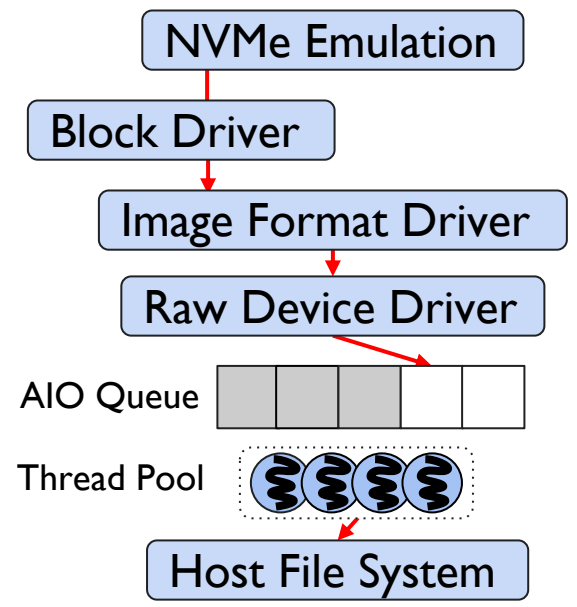 NVMe Emulation
Block Driver
Image Format Driver
Raw Device Driver
AIO Queue
Thread Pool
Host File System